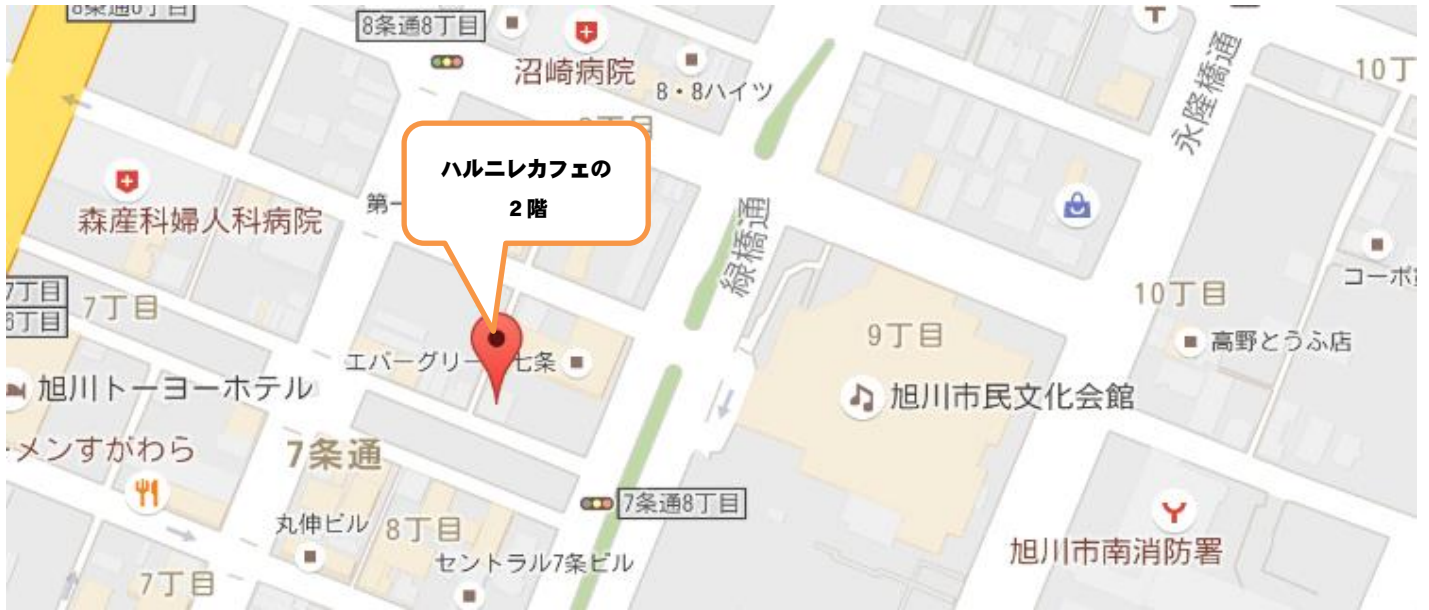 8条通6丁目
8条通8丁目
沼崎病院
8・8ハイツ
永隆橋通
10丁
森産科婦人科病院
第一
ハルニレカフェの
2階
緑橋通
コーポ
7丁目
6丁目
7丁目
10丁目
9丁目
高野とうふ店
エバーグリー
七条
旭川トーヨーホテル
旭川市民文化会館
メンすがわら
7条通
7条通8丁目
丸伸ビル
8丁目
セントラル7条ビル
旭川市南消防署
7丁目